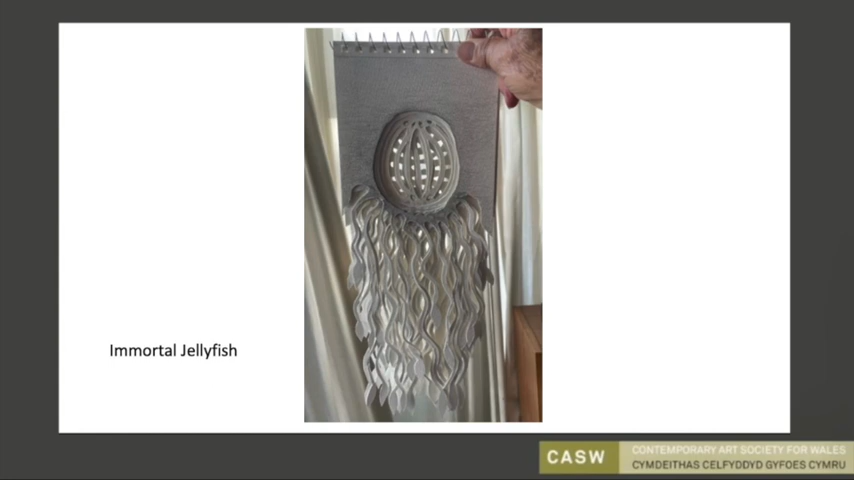 Immortal Jellyfish
CASW
CONTEMPORARY ART SOCIETY FOR WALES
CYMDEITHAS CELFYDDYD GYFOES CYMRU